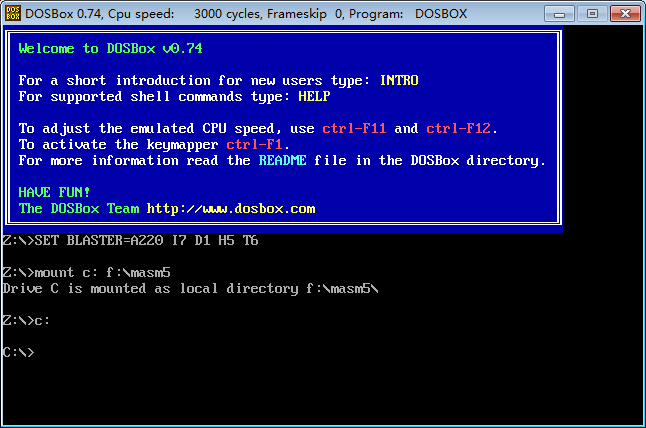 DOS
BOX
DOSBox 0.74, Cpu speed:     3000 cycles, Frameskip  0, Program:   DOSBOX
Welcome to DOSBox v0.74
For a short introduction for new users type: INTRO
For supported shell commands type: HELP
To adjust the emulated CPU speed, use ctrl-F11 and ctrl-F12.
To activate the keymapper ctrl-F1.
For more information read the README file in the DOSBox directory.
HAVE FUN!
The DOSBox Team http://www.dosbox.com
Z:\>SET BLASTER=A220 I7 D1 H5 T6
Z:\>mount c: f:\masm5
Drive C is mounted as local directory f:\masm5\
Z:\>c:
C:\>